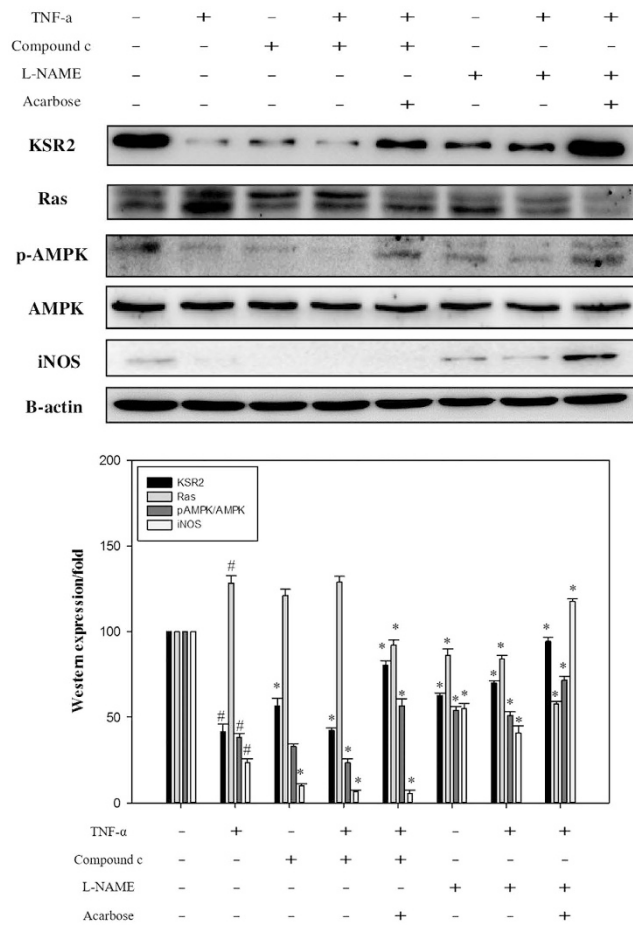 TNF-a – + – + + – + +
Compound c – – + + + – – –
L-NAME – – – – – + + +
Acarbose – – – – + – – +
KSR2
Ras
p-AMPK
AMPK
iNOS
B-actin
Western expression/fold
200
150
100
50
0
KSR2
Ras
pAMPK/AMPK
iNOS
# # # #
* *
* * *
* * * *
* * * *
* * * *
* * * *
TNF-α – + – + + – + +
Compound c – – + + + – – –
L-NAME – – – – – + + +
Acarbose – – – – + – – +